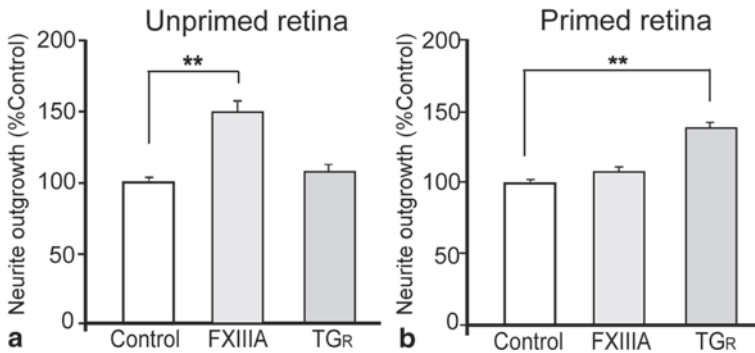 Unprimed retina
Neurite outgrowth (%Control)
200
150
100
50
0
**
Control FXIIIA TGR
a
Primed retina
Neurite outgrowth (%Control)
200
150
100
50
0
**
Control FXIIIA TGR
b